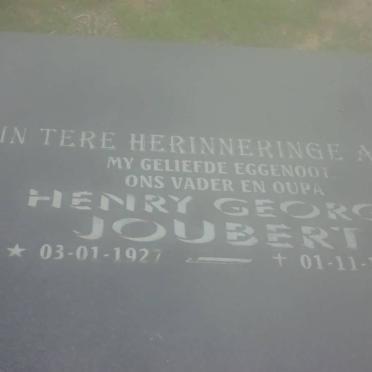 IN TERE HERINNERINGE A
MY GELIEFDE EGGENOOT
ONS VADER EN OUPA
HENRY GEORG
JOUBERT
★ 03-01-1927 † 01-11-